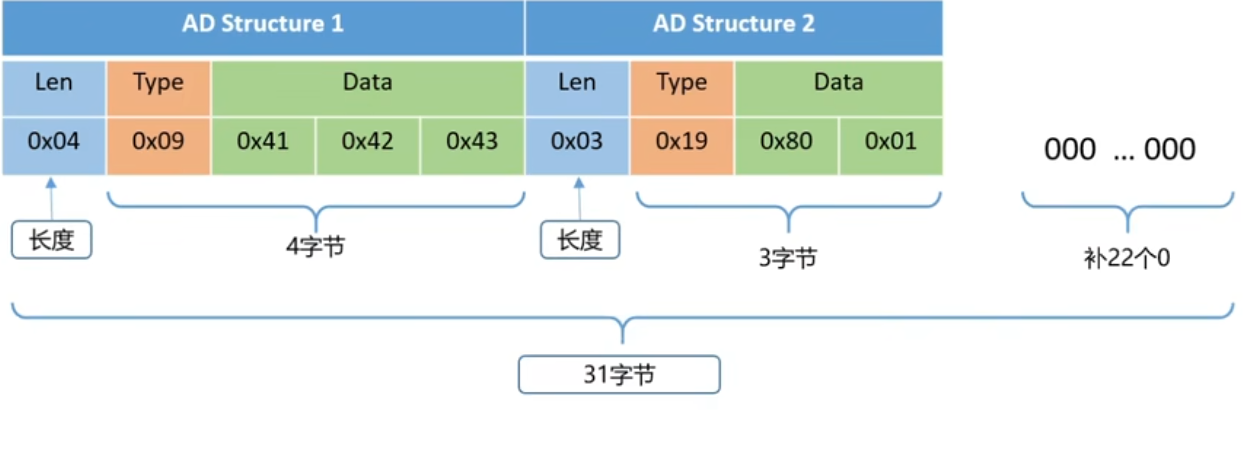 AD Structure 1 AD Structure 2
Len Type Data Len Type Data
0x04 0x09 0x41 0x42 0x43 0x03 0x19 0x80 0x01
000 ... 000
长度 4字节 长度 3字节 补22个0
31字节